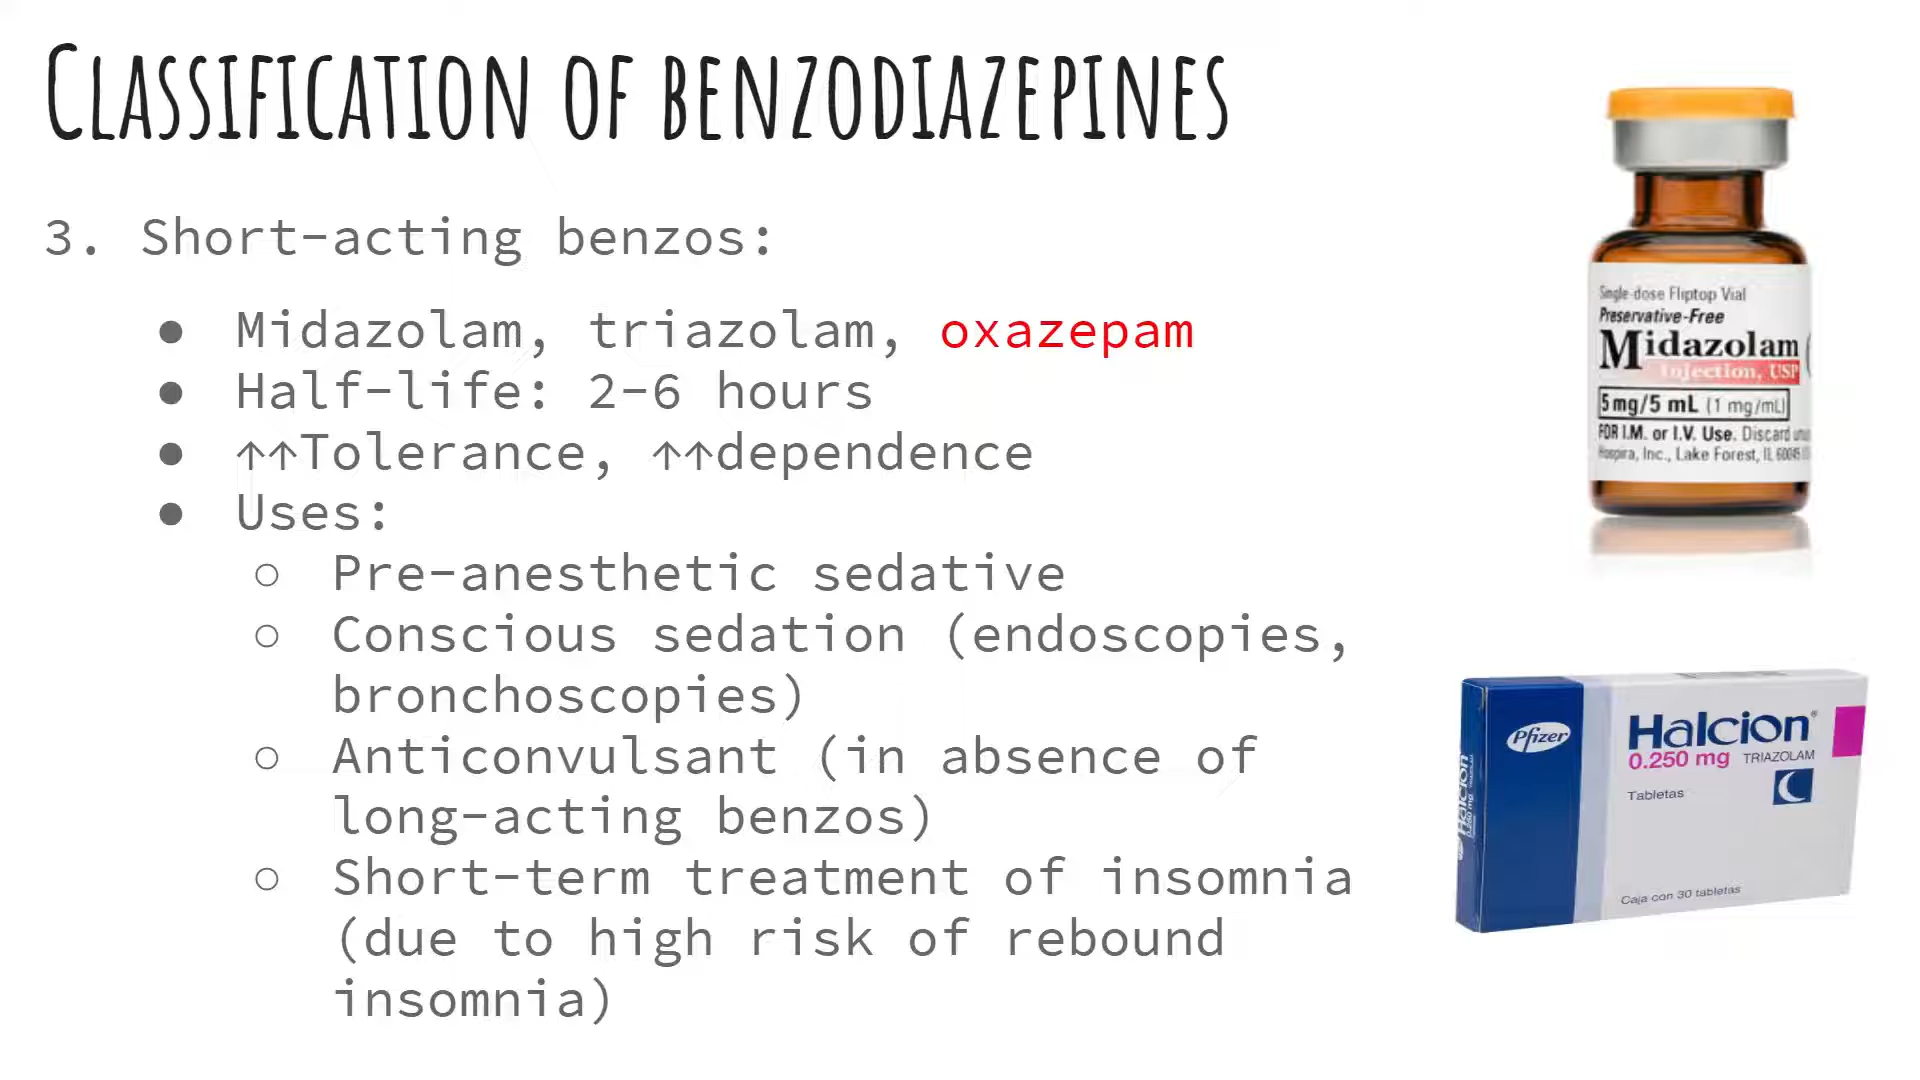 CLASSIFICATION OF BENZODIAZEPINES
3. Short-acting benzos:
● Midazolam, triazolam, oxazepam
● Half-life: 2-6 hours
● ↑↑Tolerance, ↑↑dependence
● Uses:
○ Pre-anesthetic sedative
○ Conscious sedation (endoscopies,
bronchoscopies)
○ Anticonvulsant (in absence of
long-acting benzos)
○ Short-term treatment of insomnia
(due to high risk of rebound
insomnia)
Single-dose Fliptop Vial
Preservative-Free
Midazolam
Injection, USP
5 mg/5 mL (1 mg/mL)
FOR I.M. or I.V. Use. Discard
Hospira, Inc., Lake Forest, IL 60045
Pfizer
Halcion®
0.250 mg TRIAZOLAM
Tabletas
Caja con 30 tabletas
Halcion